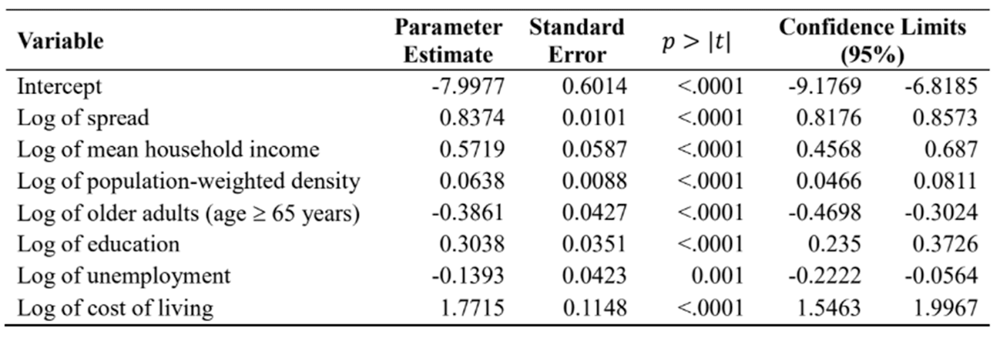 Variable Parameter Estimate Standard Error p > |t| Confidence Limits (95%)
Intercept -7.9977 0.6014 <.0001 -9.1769 -6.8185
Log of spread 0.8374 0.0101 <.0001 0.8176 0.8573
Log of mean household income 0.5719 0.0587 <.0001 0.4568 0.687
Log of population-weighted density 0.0638 0.0088 <.0001 0.0466 0.0811
Log of older adults (age ≥ 65 years) -0.3861 0.0427 <.0001 -0.4698 -0.3024
Log of education 0.3038 0.0351 <.0001 0.235 0.3726
Log of unemployment -0.1393 0.0423 0.001 -0.2222 -0.0564
Log of cost of living 1.7715 0.1148 <.0001 1.5463 1.9967